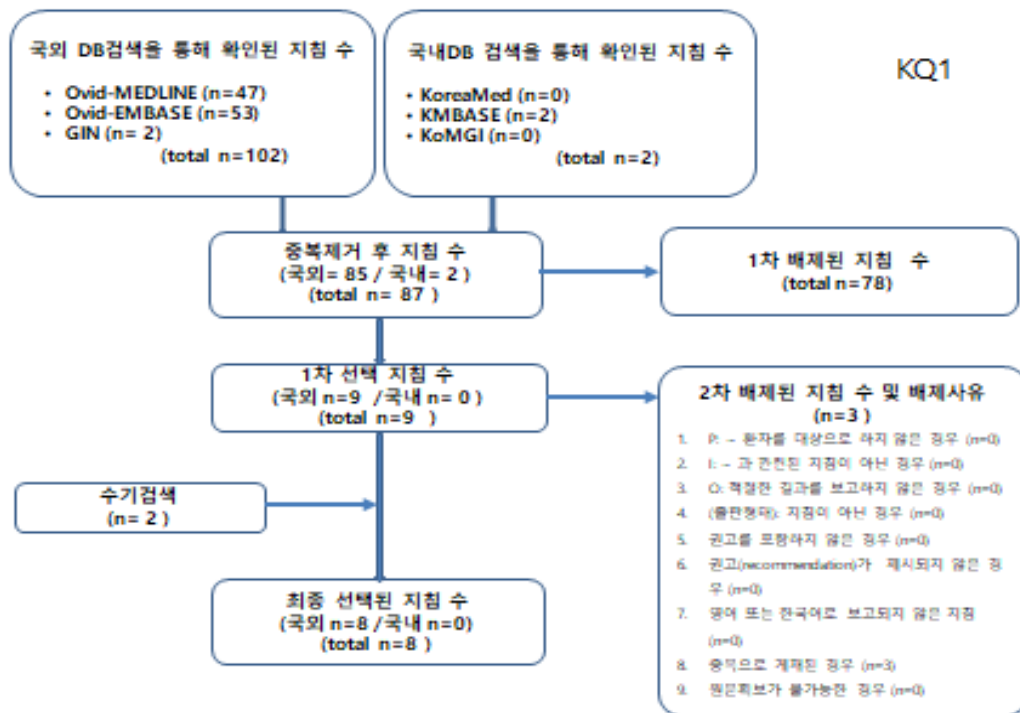 국외 DB검색을 통해 확인된 지침 수
• Ovid-MEDLINE (n=47)
• Ovid-EMBASE (n=53)
• GIN (n= 2)
(total n=102)
국내DB 검색을 통해 확인된 지침 수
• KoreaMed (n=0)
• KMBASE (n=2)
• KoMGI (n=0)
(total n=2)
KQ1
중복제거 후 지침 수
(국외= 85 / 국내= 2 )
(total n= 87 )
1차 배제된 지침 수
(total n=78)
1차 선택 지침 수
(국외 n=9 /국내 n= 0 )
(total n=9 )
2차 배제된 지침 수 및 배제사유
(n=3 )
1. P: – 환자를 대상으로 하지 않은 경우 (n=0)
2. I: – 과 관련된 지침이 아닌 경우 (n=0)
3. O: 적절한 결과를 보고하지 않은 경우 (n=0)
4. (출판형태): 지침이 아닌 경우 (n=0)
5. 권고를 포함하지 않은 경우 (n=0)
6. 권고(recommendation)가 제시되지 않은 경
우 (n=0)
7. 영어 또는 한국어로 보고되지 않은 지침
(n=0)
8. 중복으로 게재된 경우 (n=3)
9. 원문확보가 불가능한 경우 (n=0)
수기검색
(n= 2 )
최종 선택된 지침 수
(국외 n=8 /국내 n=0)
(total n=8 )